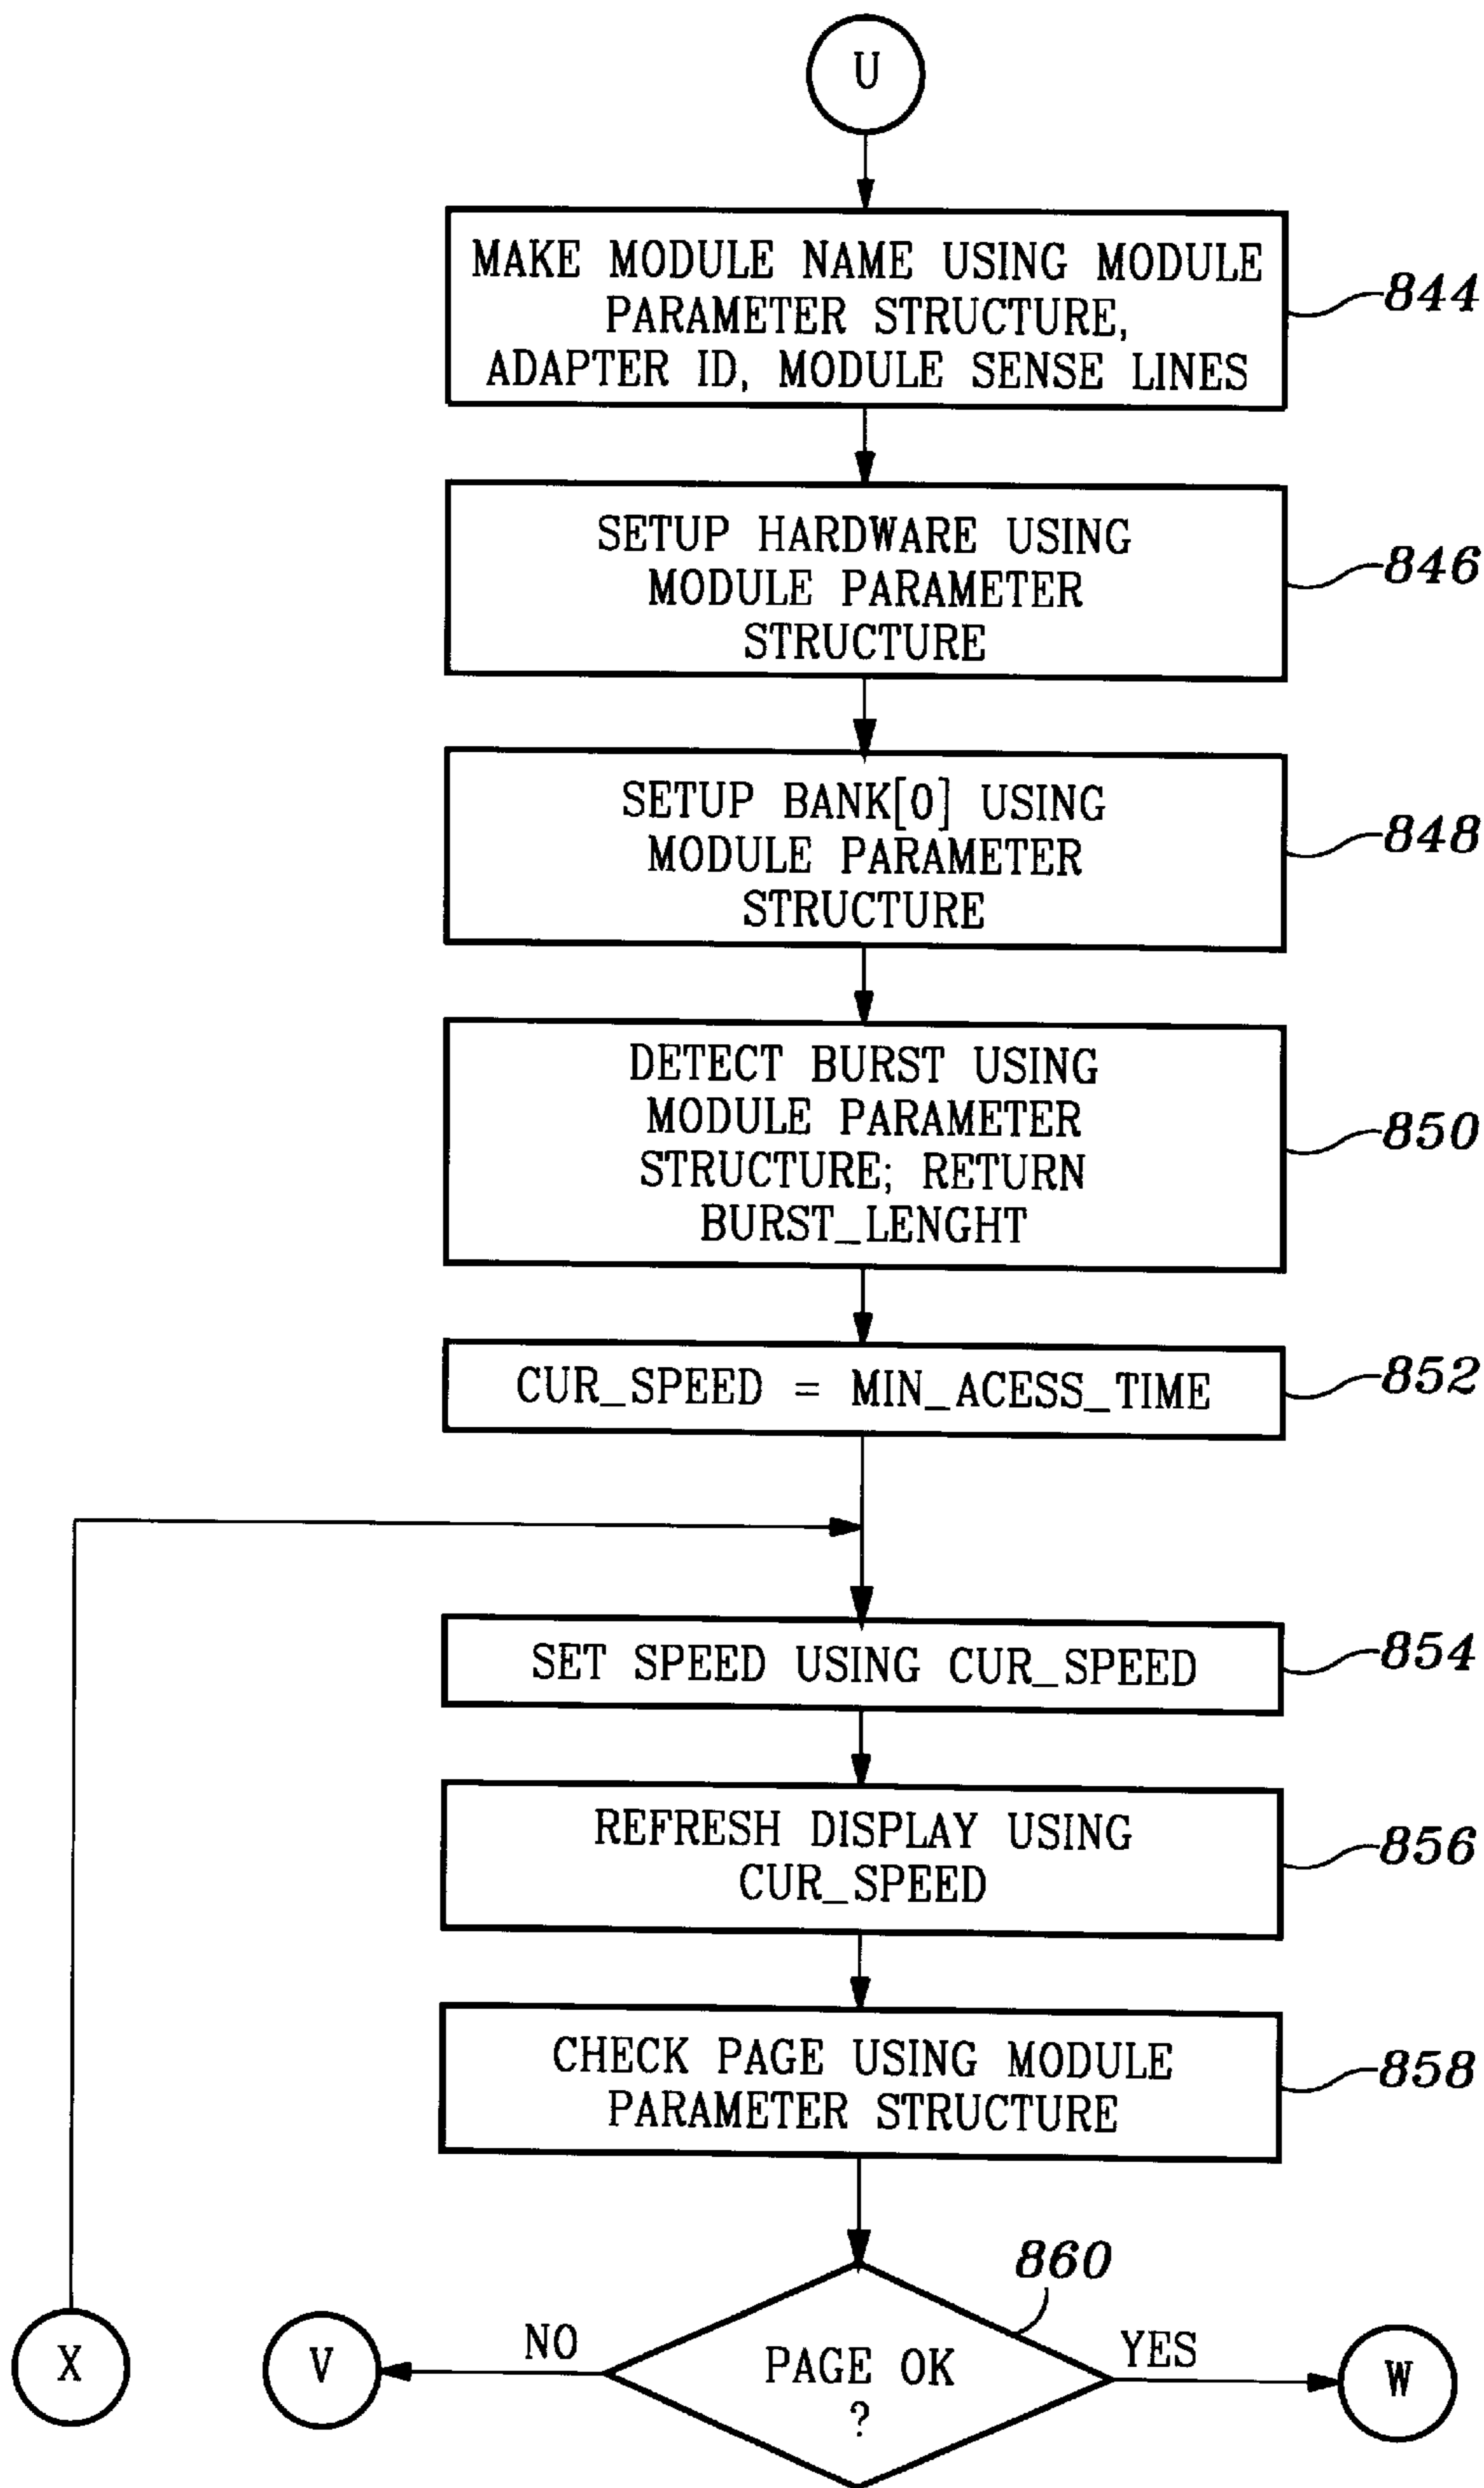 U
MAKE MODULE NAME USING MODULE
PARAMETER STRUCTURE,
ADAPTER ID, MODULE SENSE LINES
844
SETUP HARDWARE USING
MODULE PARAMETER
STRUCTURE
846
SETUP BANK[0] USING
MODULE PARAMETER
STRUCTURE
848
DETECT BURST USING
MODULE PARAMETER
STRUCTURE; RETURN
BURST_LENGHT
850
CUR_SPEED = MIN_ACESS_TIME
852
SET SPEED USING CUR_SPEED
854
REFRESH DISPLAY USING
CUR_SPEED
856
CHECK PAGE USING MODULE
PARAMETER STRUCTURE
858
860
X
V
NO
PAGE OK
?
YES
W